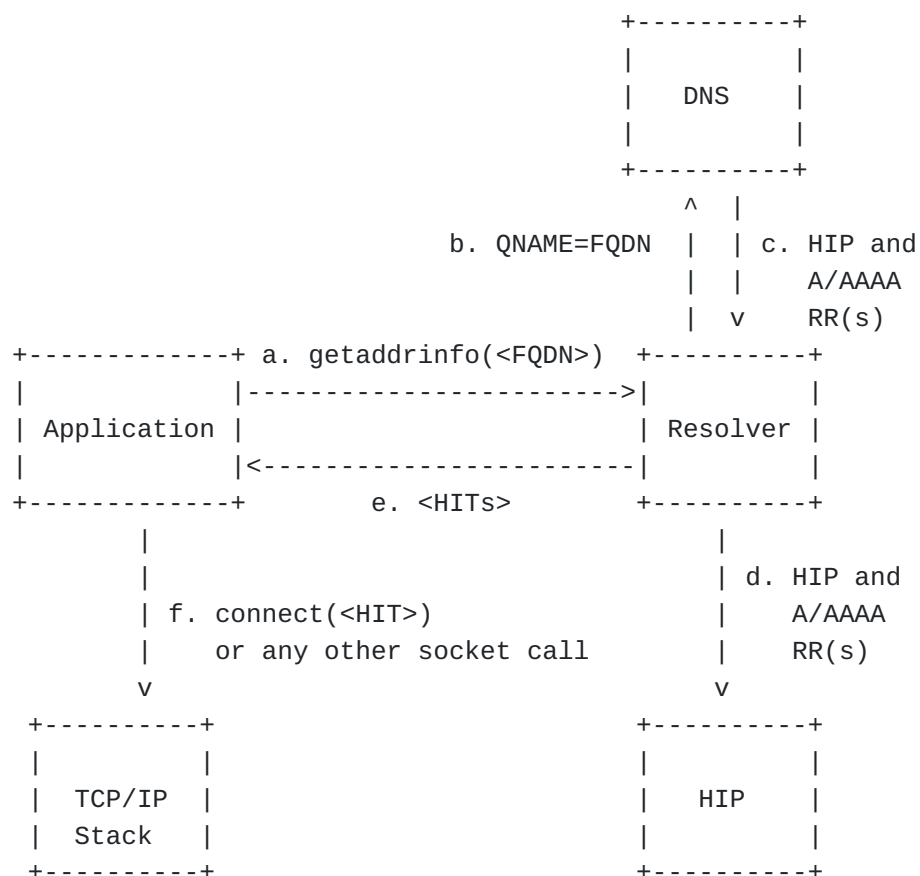 DNS
b. QNAME=FQDN
c. HIP and
A/AAAA
RR(s)
a. getaddrinfo(<FQDN>)
Application
Resolver
e. <HITs>
d. HIP and
A/AAAA
RR(s)
f. connect(<HIT>)
or any other socket call
TCP/IP
Stack
HIP